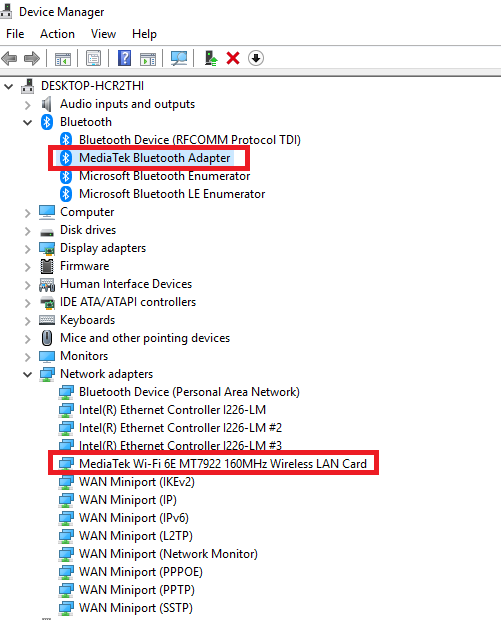 Device Manager
File Action View Help
DESKTOP-HCR2THI
Audio inputs and outputs
Bluetooth
Bluetooth Device (RFCOMM Protocol TDI)
MediaTek Bluetooth Adapter
Microsoft Bluetooth Enumerator
Microsoft Bluetooth LE Enumerator
Computer
Disk drives
Display adapters
Firmware
Human Interface Devices
IDE ATA/ATAPI controllers
Keyboards
Mice and other pointing devices
Monitors
Network adapters
Bluetooth Device (Personal Area Network)
Intel(R) Ethernet Controller I226-LM
Intel(R) Ethernet Controller I226-LM #2
Intel(R) Ethernet Controller I226-LM #3
MediaTek Wi-Fi 6E MT7922 160MHz Wireless LAN Card
WAN Miniport (IKEv2)
WAN Miniport (IP)
WAN Miniport (IPv6)
WAN Miniport (L2TP)
WAN Miniport (Network Monitor)
WAN Miniport (PPPOE)
WAN Miniport (PPTP)
WAN Miniport (SSTP)